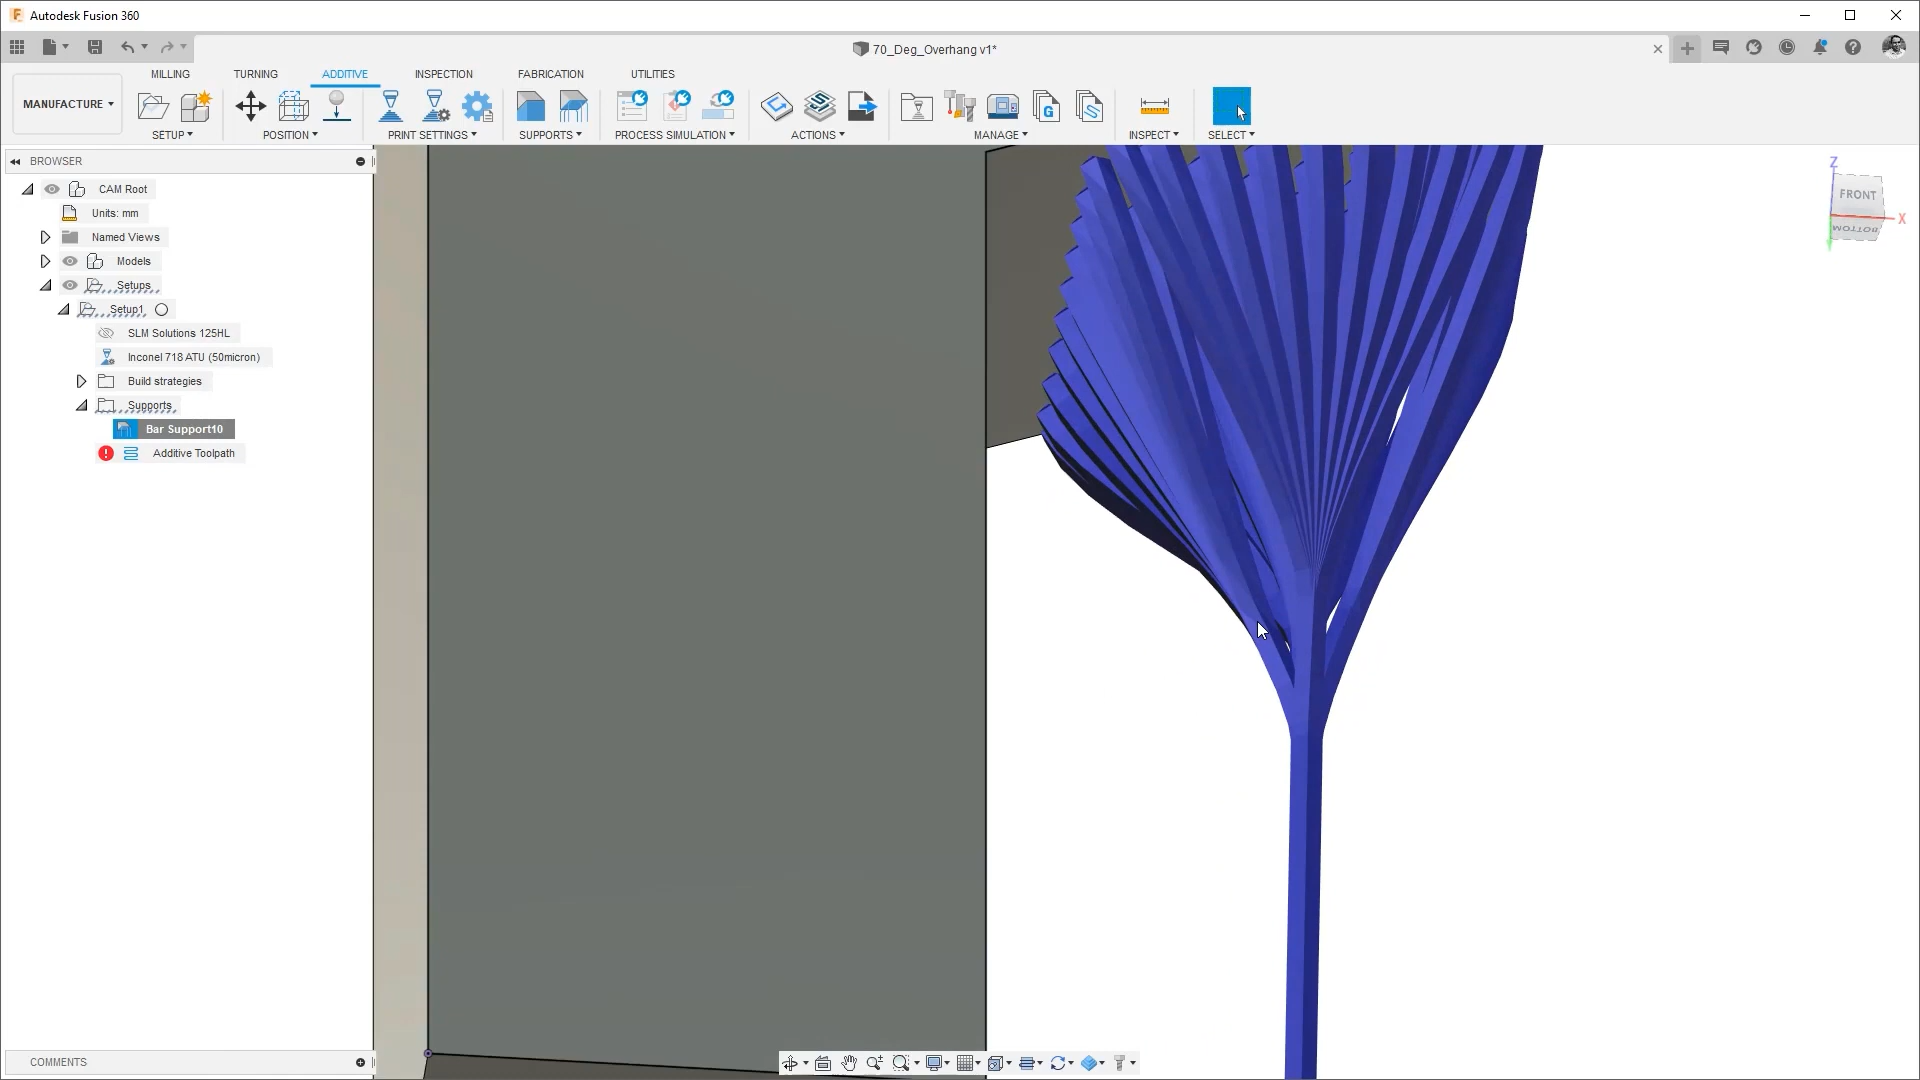 Autodesk Fusion 360
70_Deg_Overhang v1*
MILLING TURNING ADDITIVE INSPECTION FABRICATION UTILITIES
MANUFACTURE
SETUP POSITION PRINT SETTINGS SUPPORTS PROCESS SIMULATION ACTIONS MANAGE INSPECT SELECT
BROWSER
CAM Root
Units: mm
Named Views
Models
Setups
Setup1
SLM Solutions 125HL
Inconel 718 ATU (50micron)
Build strategies
Supports
Bar Support10
Additive Toolpath
Z
FRONT
X
BOTTOM
COMMENTS